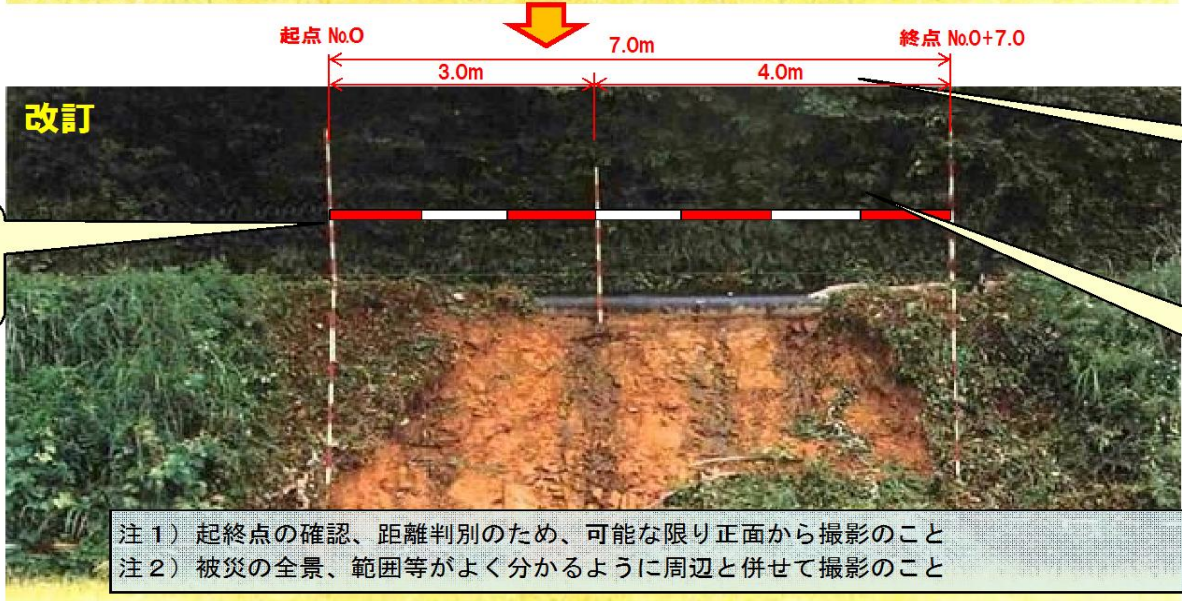 起点 №0
7.0m
終点 №0+7.0
3.0m
4.0m
改訂
注1）起終点の確認、距離判別のため、可能な限り正面から撮影のこと
注2）被災の全景、範囲等がよく分かるように周辺と併せて撮影のこと